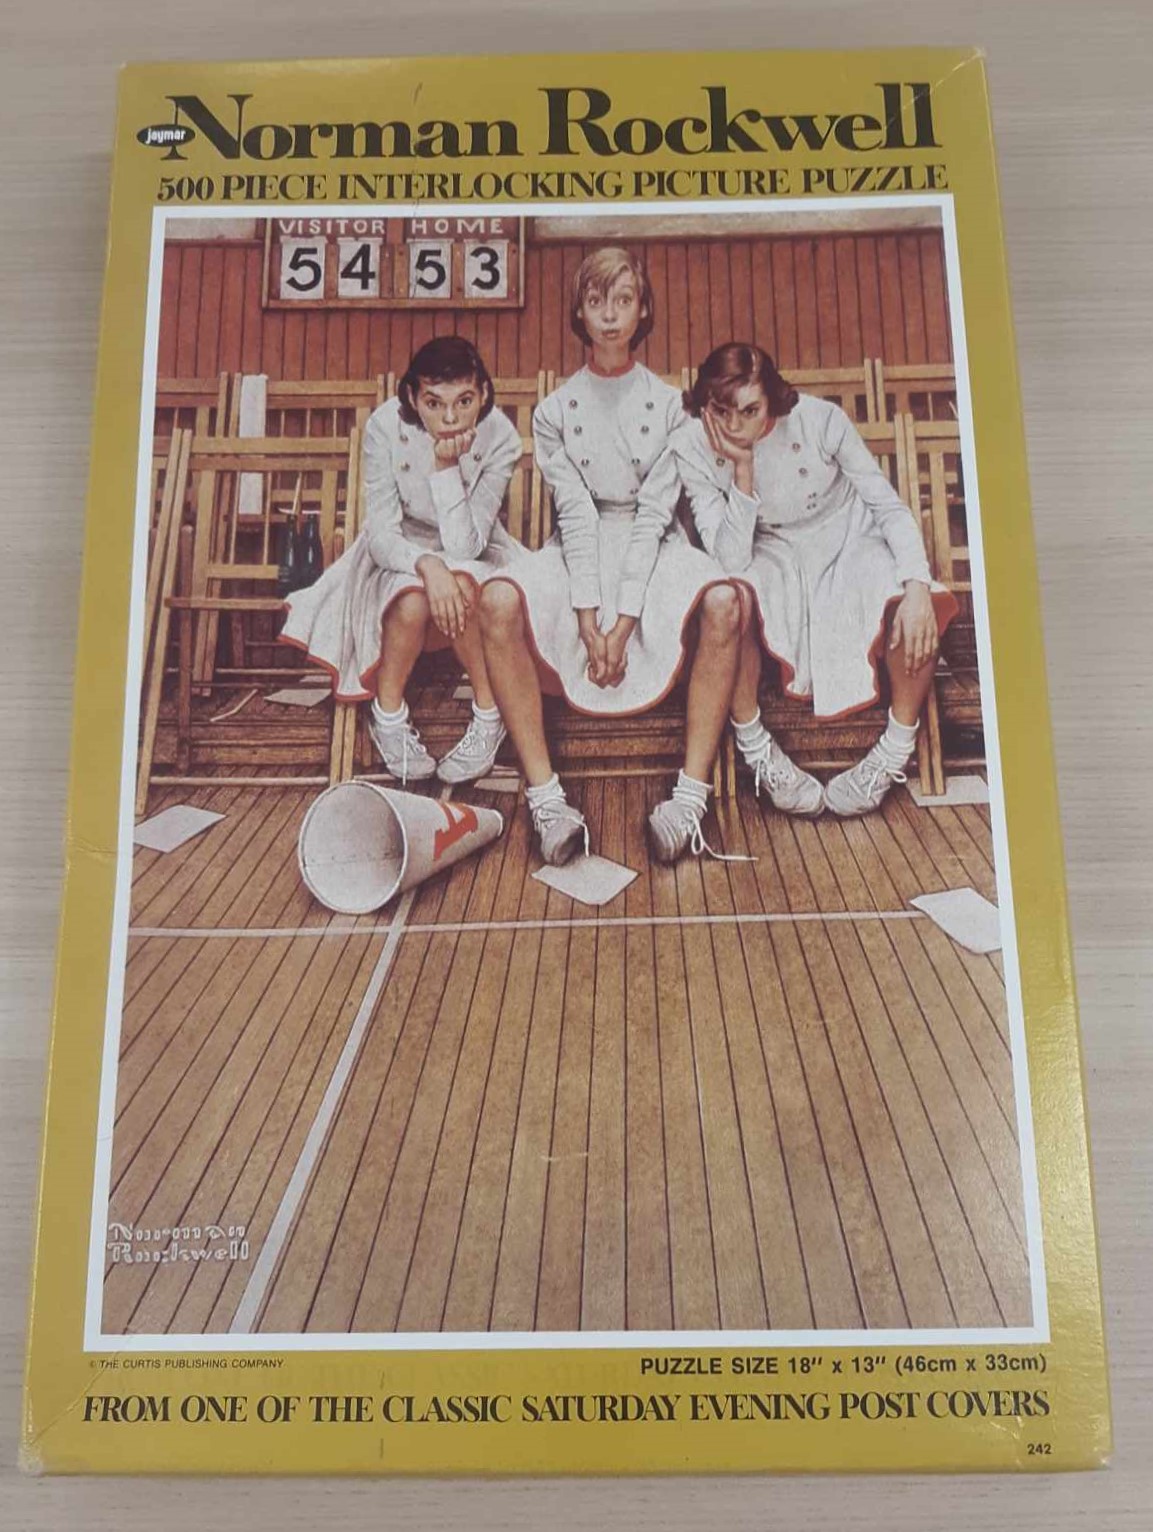 jaymar
Norman Rockwell
500 PIECE INTERLOCKING PICTURE PUZZLE
VISITOR HOME
54 53
V
Norman
Rockwell
© THE CURTIS PUBLISHING COMPANY
PUZZLE SIZE 18" x 13" (46cm x 33cm)
FROM ONE OF THE CLASSIC SATURDAY EVENING POST COVERS
242